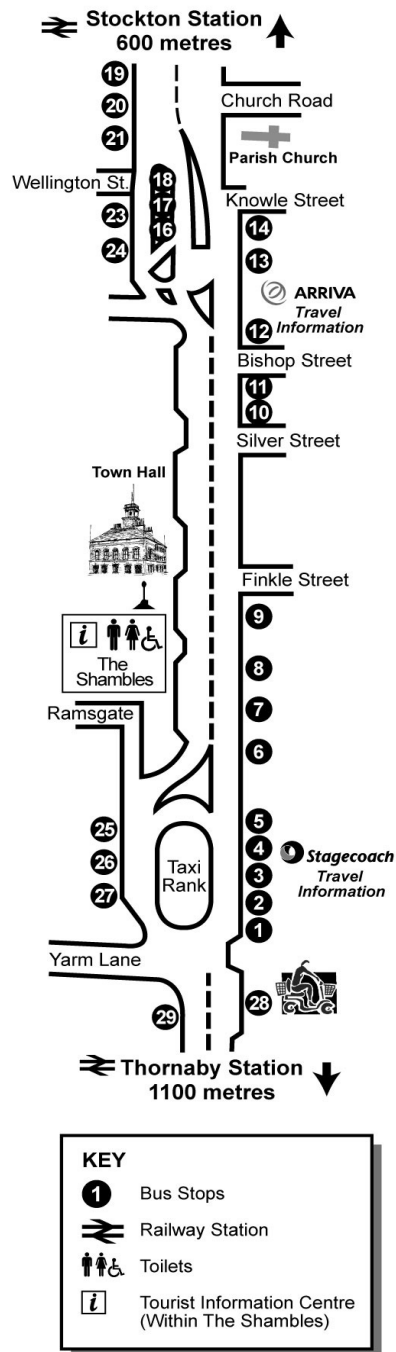 Stockton Station
600 metres
19
20
21
Church Road
Parish Church
Wellington St.
18
17
16
Knowle Street
23
24
14
13
ARRIVA
Travel
Information
12
Bishop Street
11
10
Silver Street
Town Hall
Finkle Street
9
i
The
Shambles
8
7
Ramsgate
6
25
26
27
Taxi
Rank
5
4
3
2
1
Stagecoach
Travel
Information
Yarm Lane
29
28
Thornaby Station
1100 metres
KEY
1 Bus Stops
Railway Station
Toilets
i Tourist Information Centre
(Within The Shambles)